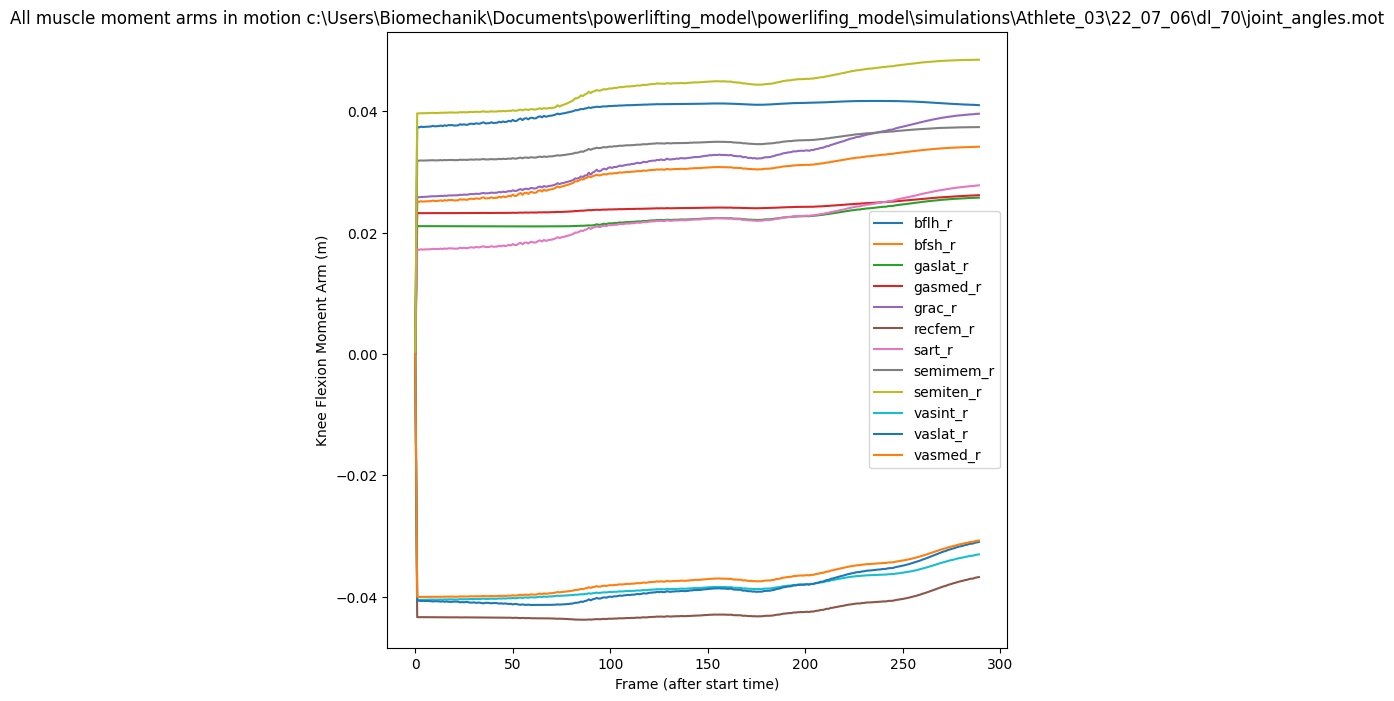 All muscle moment arms in motion c:\Users\Biomechanik\Documents\powerlifting_model\powerlifing_model\simulations\Athlete_03\22_07_06\dl_70\joint_angles.mot
Knee Flexion Moment Arm (m)
0.04
0.02
0.00
−0.02
−0.04
bflh_r
bfsh_r
gaslat_r
gasmed_r
grac_r
recfem_r
sart_r
semimem_r
semiten_r
vasint_r
vaslat_r
vasmed_r
0 50 100 150 200 250 300
Frame (after start time)